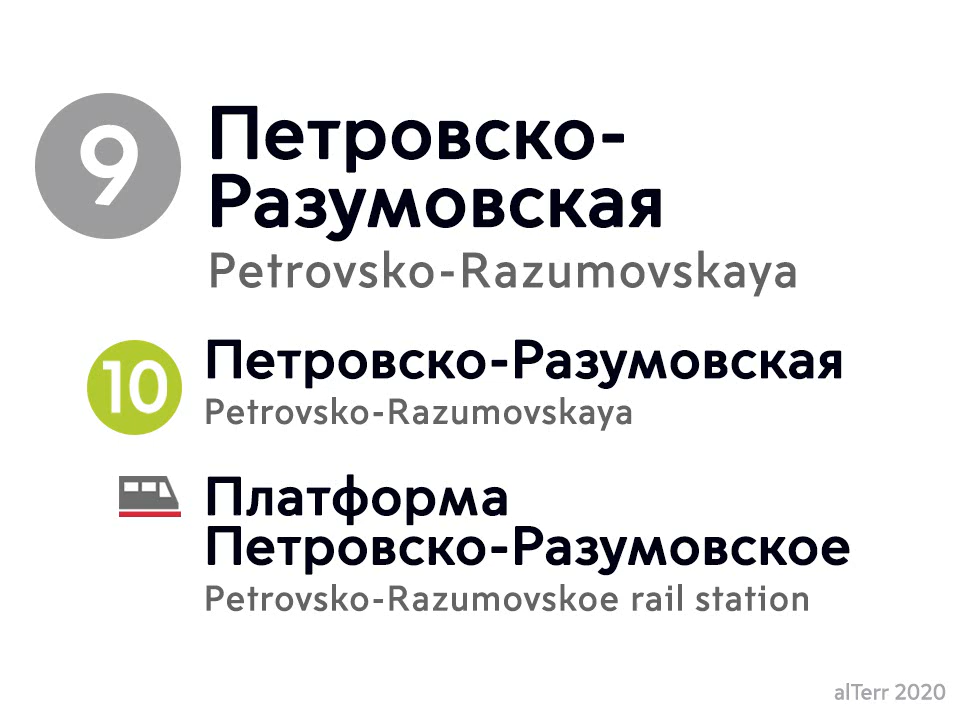 9
Петровско-
Разумовская
Petrovsko-Razumovskaya
10
Петровско-Разумовская
Petrovsko-Razumovskaya
Платформа
Петровско-Разумовское
Petrovsko-Razumovskoe rail station
alTerr 2020